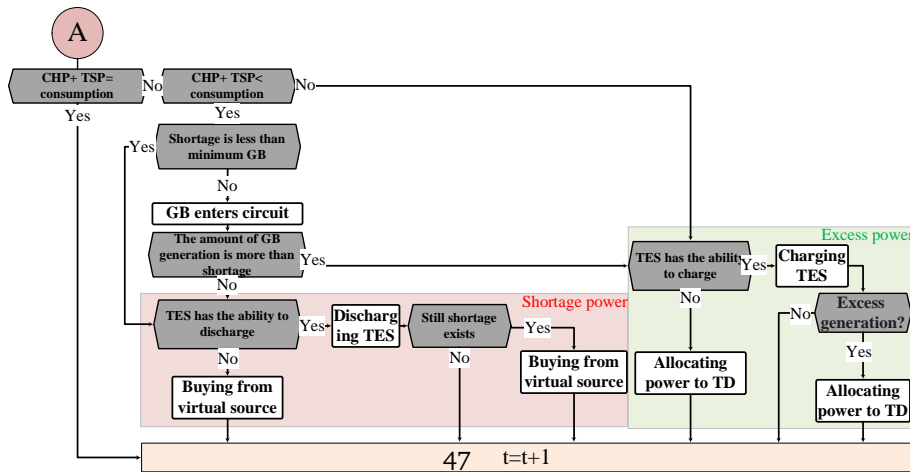 A
CHP+ TSP=
consumption
No
CHP+ TSP<
consumption
No
Yes
Yes
Shortage is less than
minimum GB
Yes
No
GB enters circuit
The amount of GB
generation is more than
shortage
Yes
No
Excess power
TES has the ability
to charge
Yes
Charging
TES
No
Excess
generation?
No
Yes
Allocating
power to TD
Allocating
power to TD
Shortage power
TES has the ability to
discharge
Yes
Discharg
ing TES
Still shortage
exists
Yes
No
No
Buying from
virtual source
Buying from
virtual source
47 t=t+1